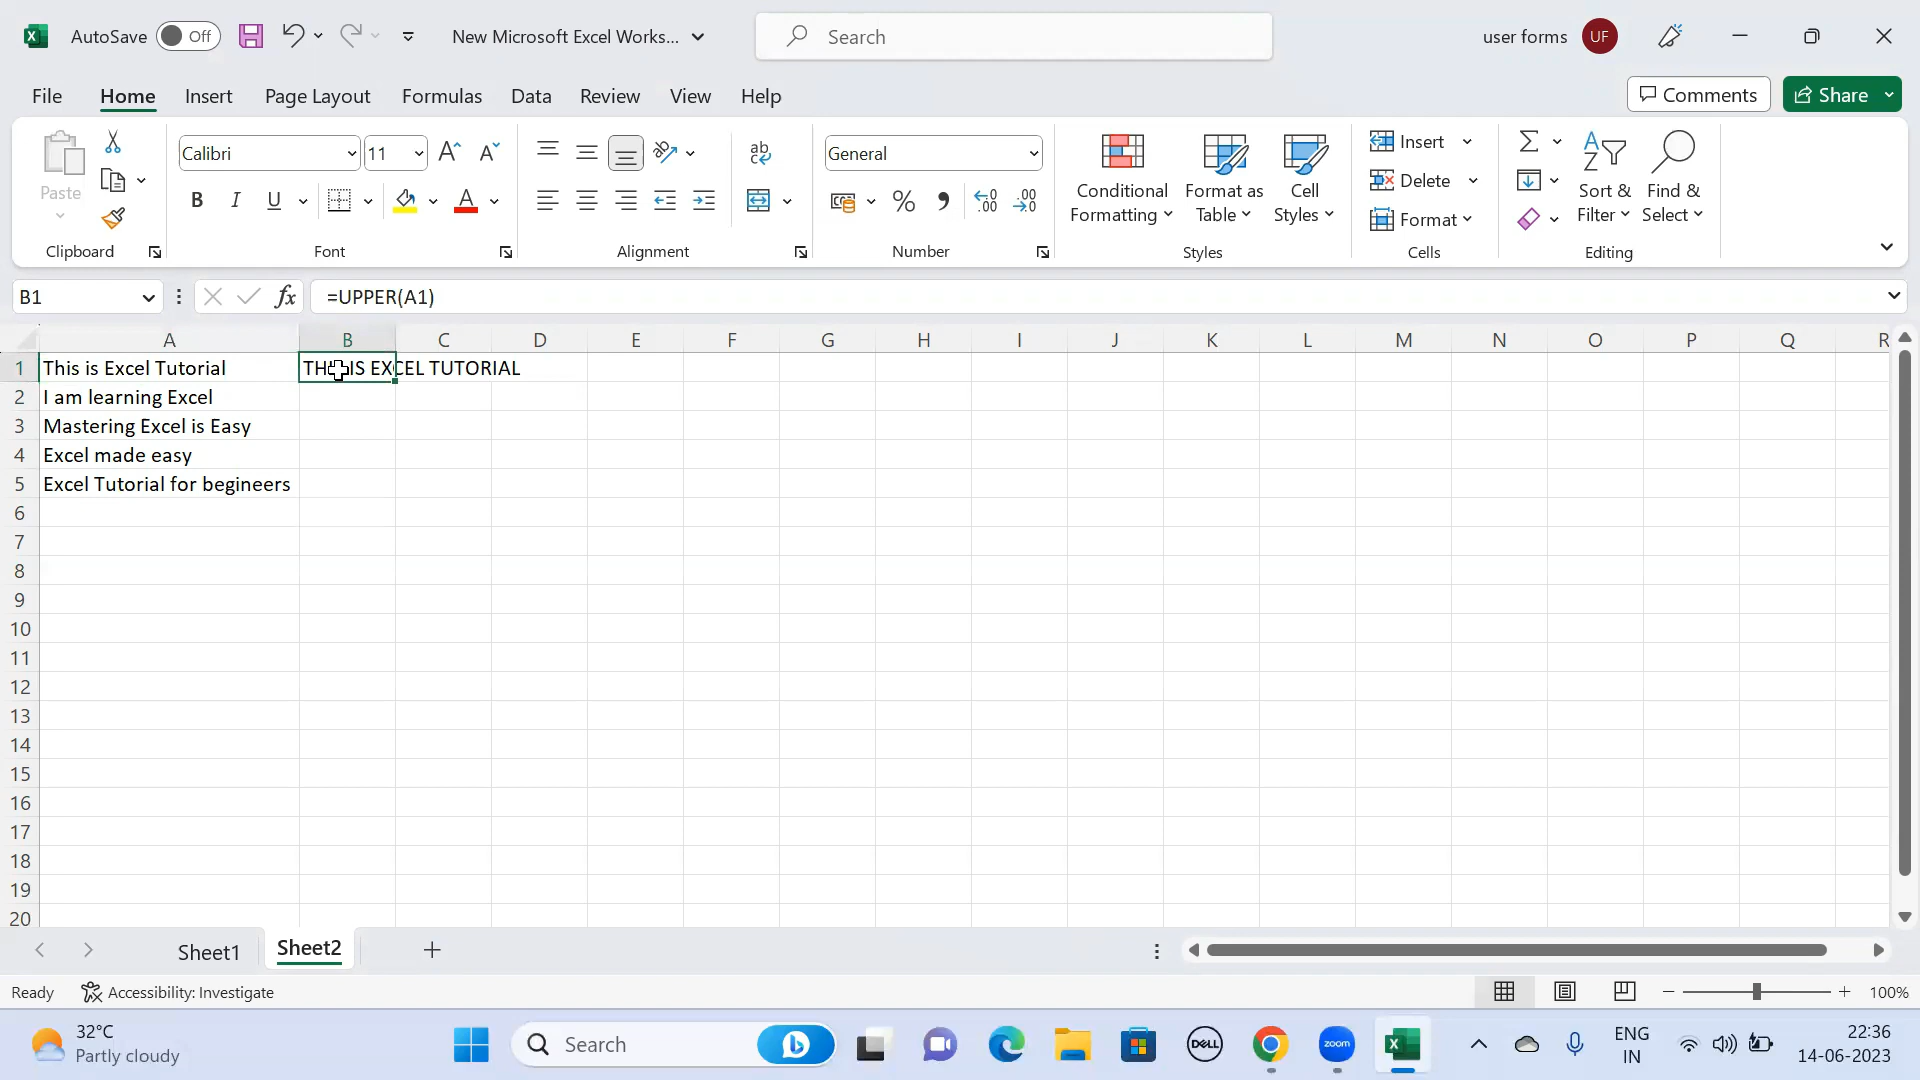 AutoSave Off New Microsoft Excel Works... Search user forms UF
File Home Insert Page Layout Formulas Data Review View Help Comments Share
Paste Calibri 11 B I U ab General % Conditional Formatting Format as Table Cell Styles Insert Delete Format Sort & Filter Find & Select
Clipboard Font Alignment Number Styles Cells Editing
B1 fx =UPPER(A1)
A B C D E F G H I J K L M N O P Q R
1 This is Excel Tutorial IS EXCEL TUTORIAL
2 I am learning Excel
3 Mastering Excel is Easy
4 Excel made easy
5 Excel Tutorial for begineers
6
7
8
9
10
11
12
13
14
15
16
17
18
19
20
Sheet1 Sheet2
Ready Accessibility: Investigate 100%
32°C Search DELL zoom ENG 22:36
Partly cloudy IN 14-06-2023